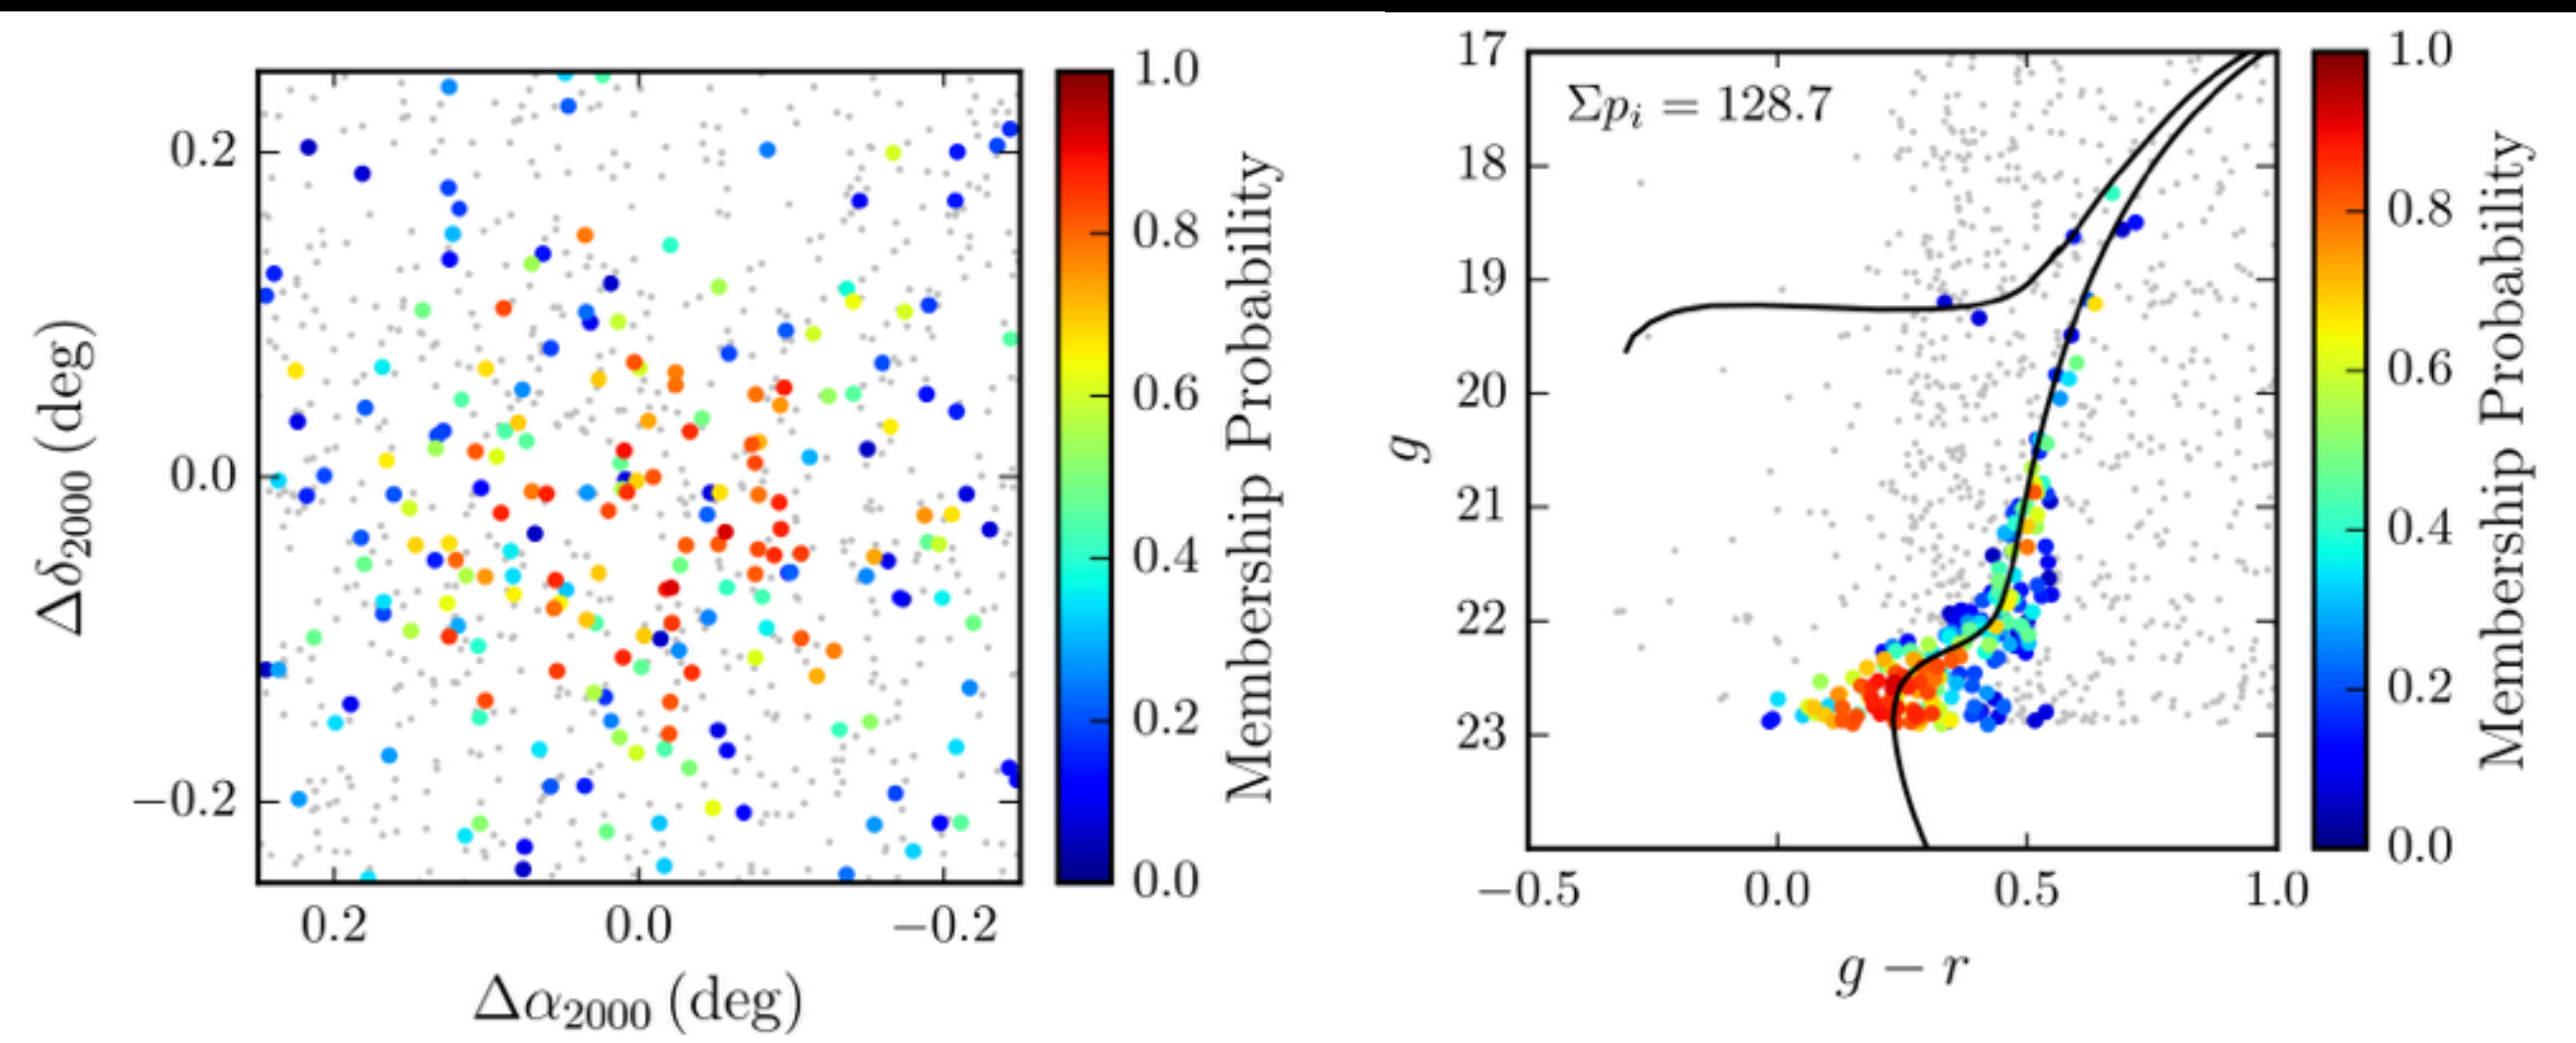 0.2
0.0
−0.2
Δδ2000 (deg)
0.2 0.0 −0.2
Δα2000 (deg)
1.0
0.8
0.6
0.4
0.2
0.0
Membership Probability
17
18
19
20
21
22
23
g
Σpi = 128.7
−0.5 0.0 0.5 1.0
g − r
1.0
0.8
0.6
0.4
0.2
0.0
Membership Probability